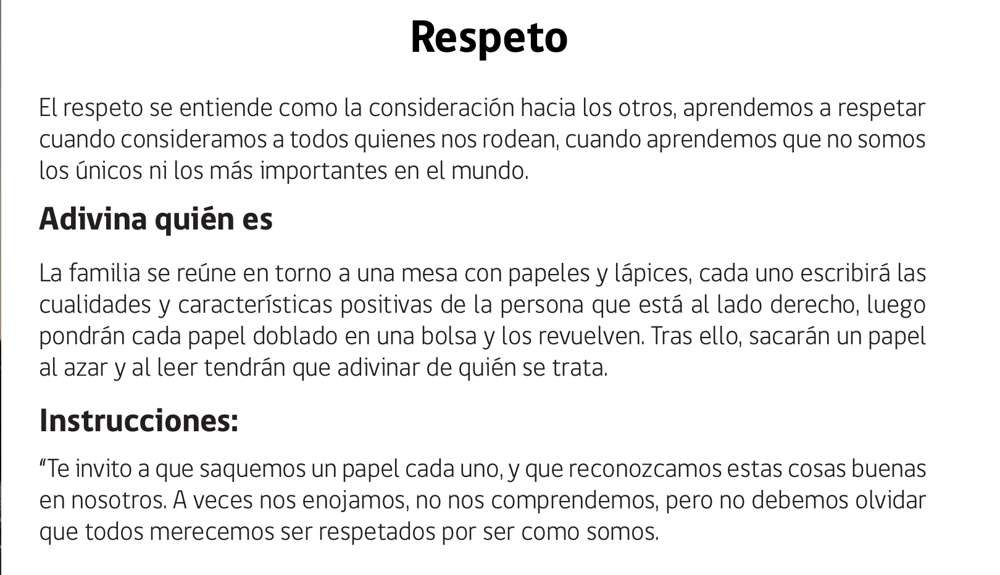 Respeto
El respeto se entiende como la consideración hacia los otros, aprendemos a respetar
cuando consideramos a todos quienes nos rodean, cuando aprendemos que no somos
los únicos ni los más importantes en el mundo.
Adivina quién es
La familia se reúne en torno a una mesa con papeles y lápices, cada uno escribirá las
cualidades y características positivas de la persona que está al lado derecho, luego
pondrán cada papel doblado en una bolsa y los revuelven. Tras ello, sacarán un papel
al azar y al leer tendrán que adivinar de quién se trata.
Instrucciones:
“Te invito a que saquemos un papel cada uno, y que reconozcamos estas cosas buenas
en nosotros. A veces nos enojamos, no nos comprendemos, pero no debemos olvidar
que todos merecemos ser respetados por ser como somos.